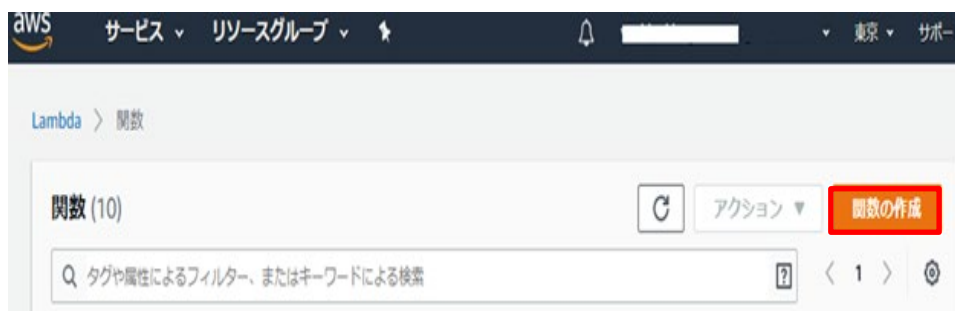 aws サービス リソースグループ 東京 サポー
Lambda > 関数
関数 (10) アクション 関数の作成
タグや属性によるフィルター、またはキーワードによる検索 ? < 1 >